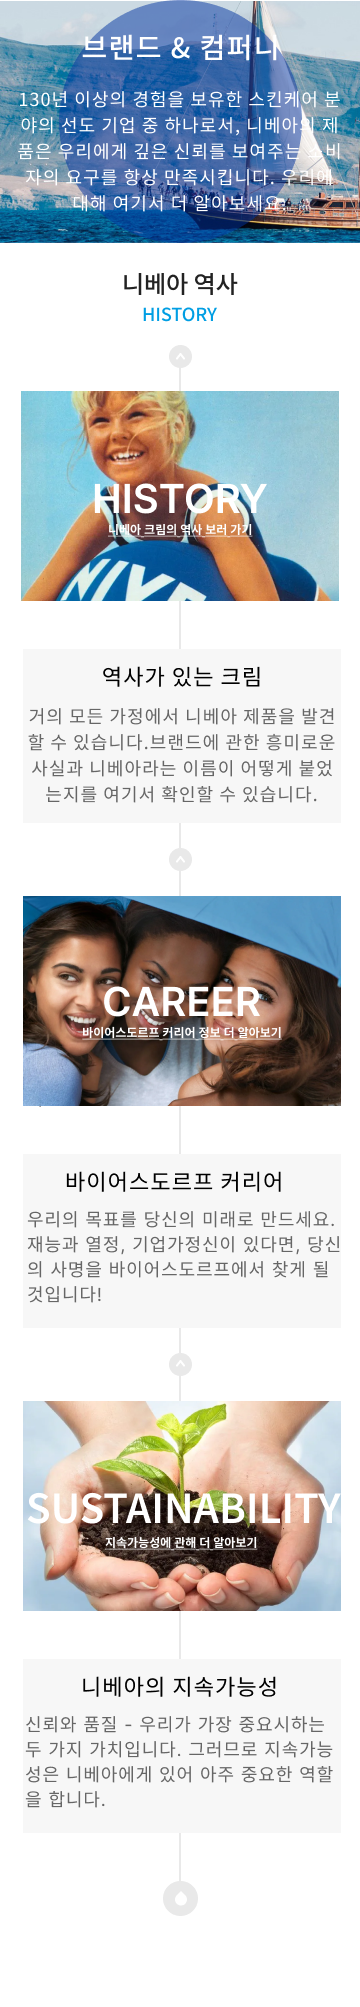 브랜드 & 컴퍼니
130년 이상의 경험을 보유한 스킨케어 분
야의 선도 기업 중 하나로서, 니베아의 제
품은 우리에게 깊은 신뢰를 보여주는 소비
자의 요구를 항상 만족시킵니다. 우리에
대해 여기서 더 알아보세요.
니베아 역사
HISTORY
NIVE
HISTORY
니베아 크림의 역사 보러 가기
역사가 있는 크림
거의 모든 가정에서 니베아 제품을 발견
할 수 있습니다.브랜드에 관한 흥미로운
사실과 니베아라는 이름이 어떻게 붙었
는지를 여기서 확인할 수 있습니다.
CAREER
바이어스도르프 커리어 정보 더 알아보기
바이어스도르프 커리어
우리의 목표를 당신의 미래로 만드세요.
재능과 열정, 기업가정신이 있다면, 당신
의 사명을 바이어스도르프에서 찾게 될
것입니다!
SUSTAINABILITY
지속가능성에 관해 더 알아보기
니베아의 지속가능성
신뢰와 품질 - 우리가 가장 중요시하는
두 가지 가치입니다. 그러므로 지속가능
성은 니베아에게 있어 아주 중요한 역할
을 합니다.